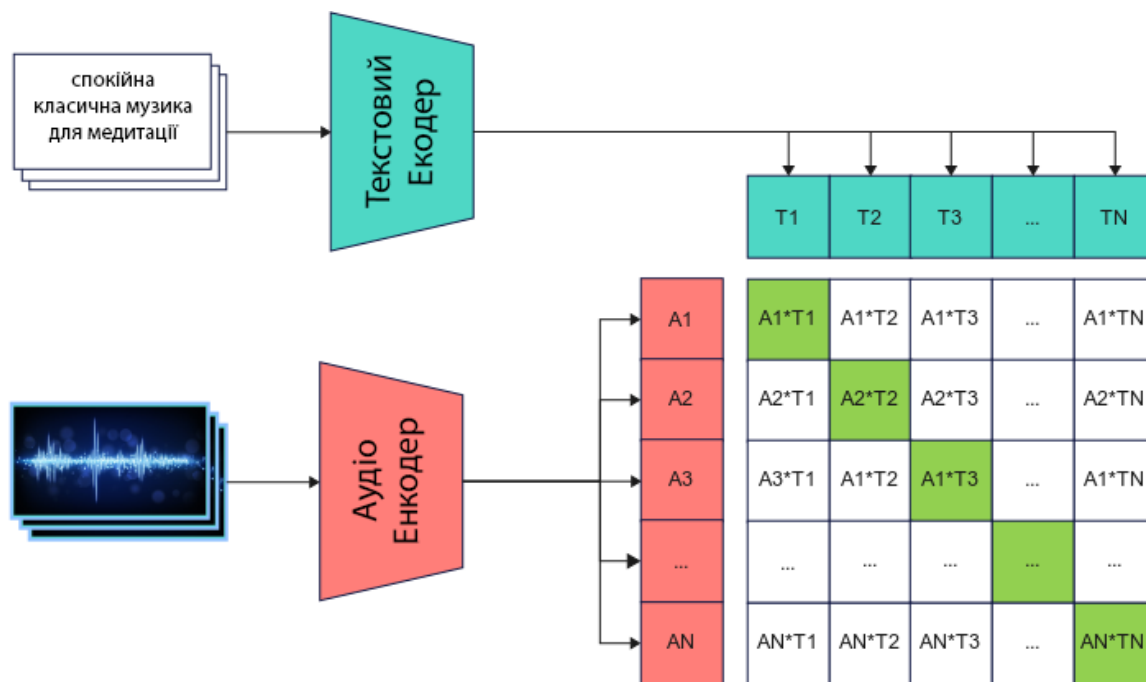 спокійна
класична музика
для медитації
Текстовий
Екодер
T1 T2 T3 ... TN
Аудіо
Енкодер
A1 A1*T1 A1*T2 A1*T3 ... A1*TN
A2 A2*T1 A2*T2 A2*T3 ... A2*TN
A3 A3*T1 A1*T2 A1*T3 ... A1*TN
... ... ... ... ... ...
AN AN*T1 AN*T2 AN*T3 ... AN*TN